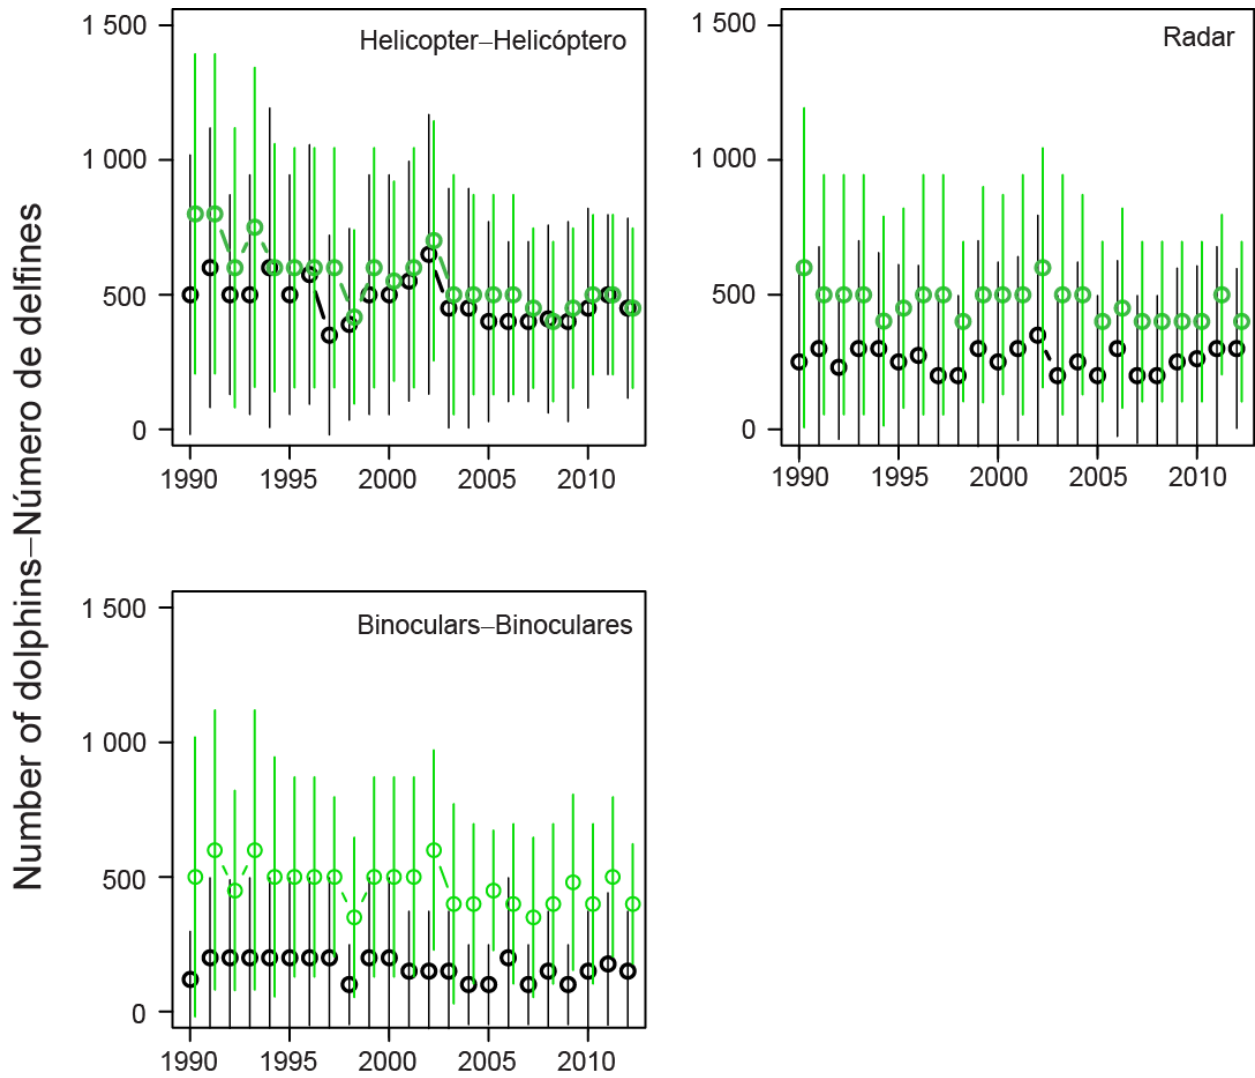 Number of dolphins–Número de delfines
Helicopter–Helicóptero
1 500
1 000
500
0
1990 1995 2000 2005 2010
Radar
1 500
1 000
500
0
1990 1995 2000 2005 2010
Binoculars–Binoculares
1 500
1 000
500
0
1990 1995 2000 2005 2010